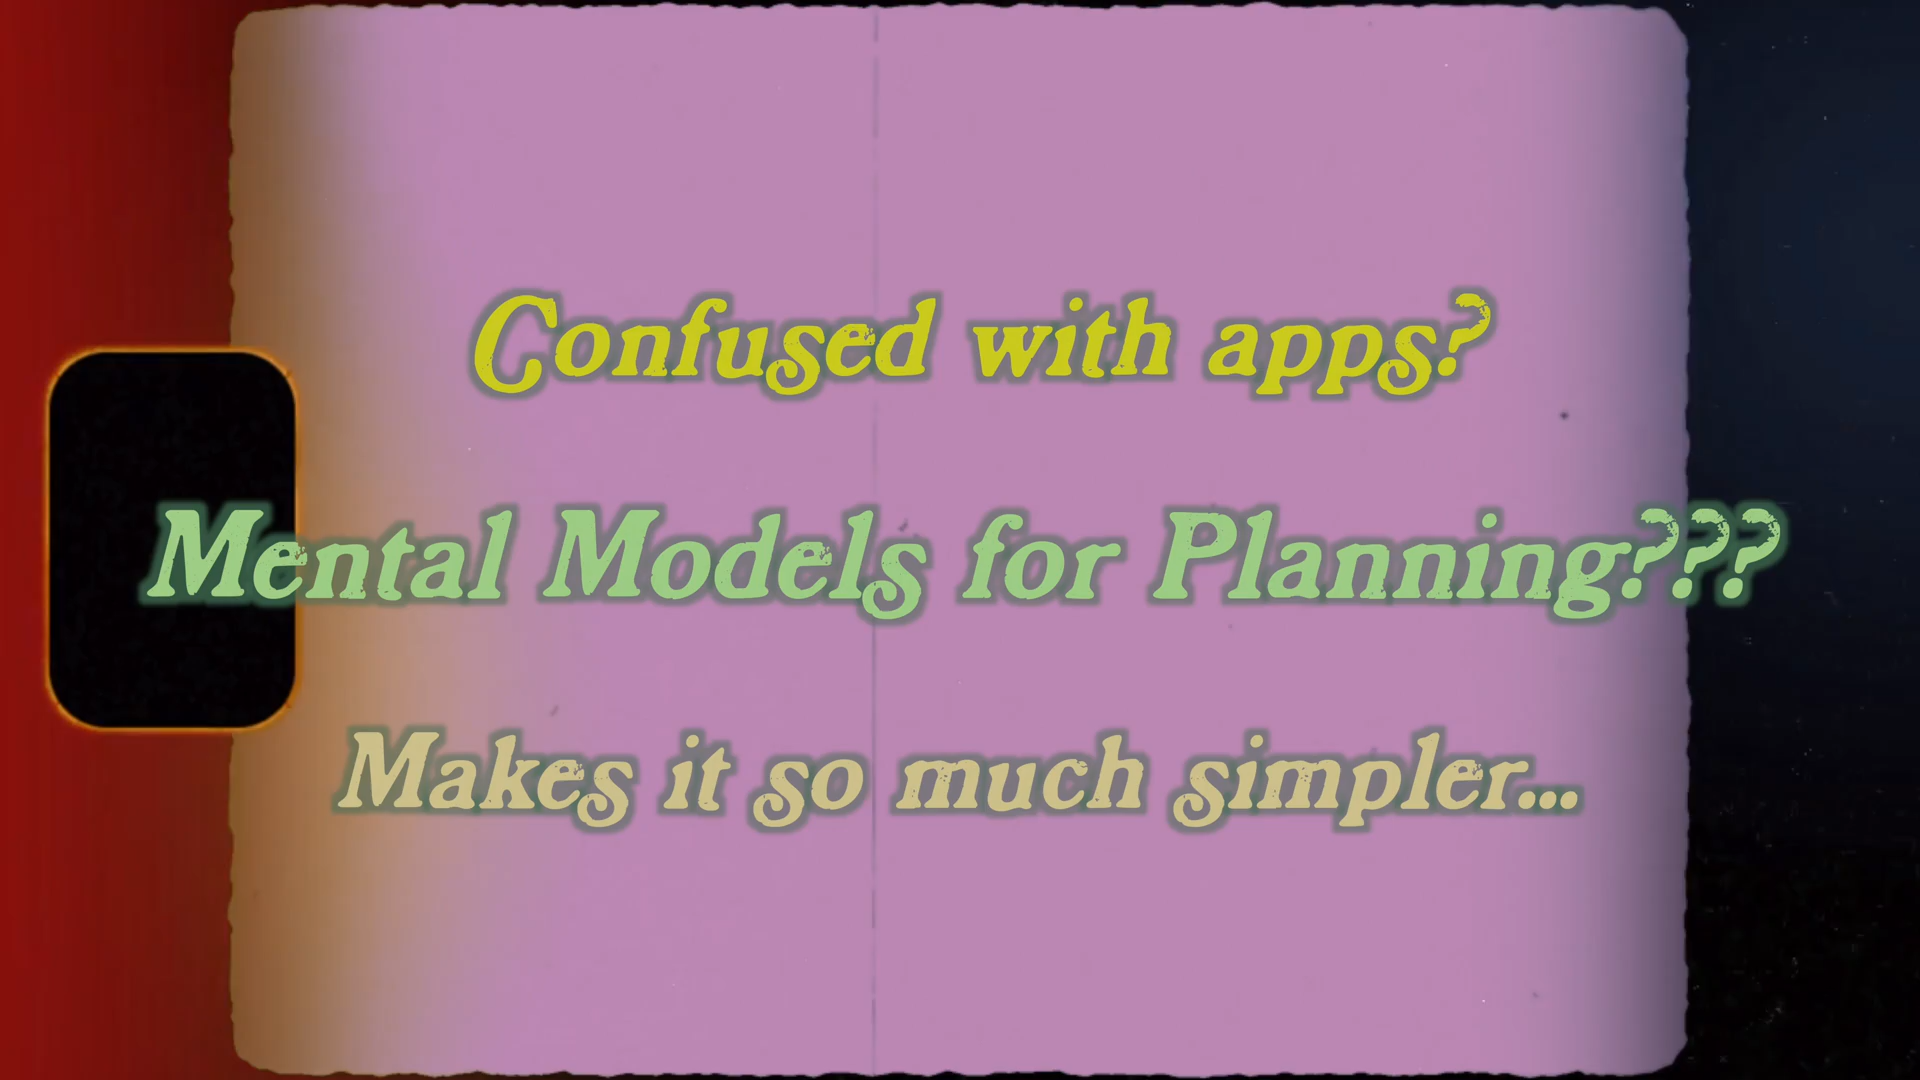 Confused with apps?
Mental Models for Planning???
Makes it so much simpler...